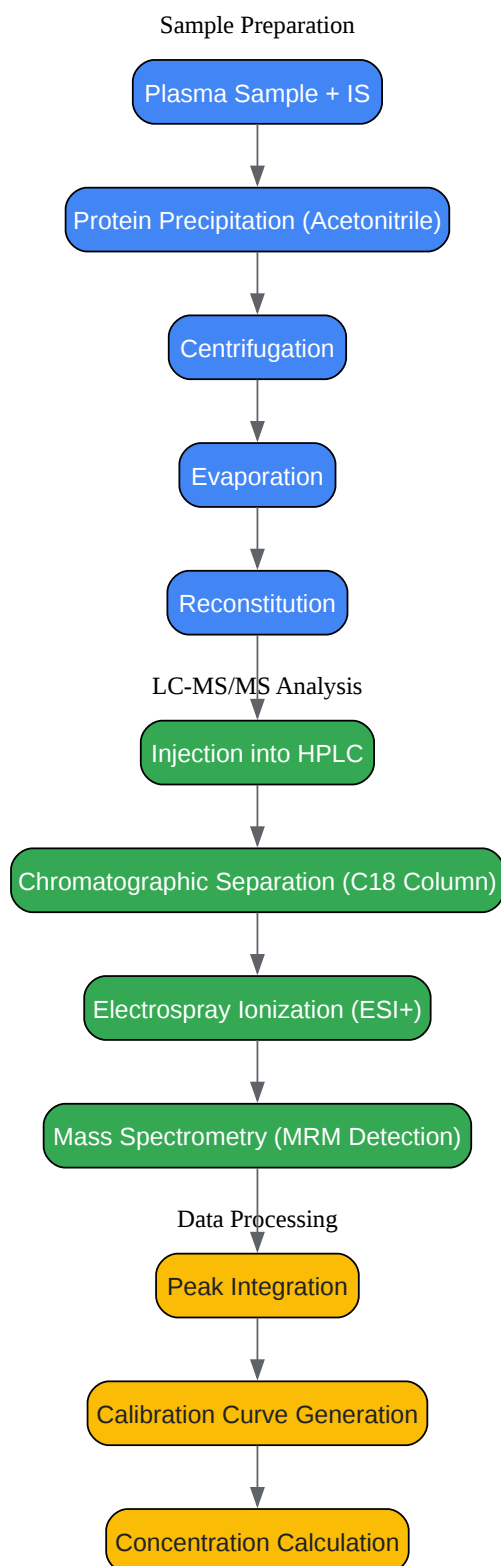 Sample Preparation
Plasma Sample + IS
Protein Precipitation (Acetonitrile)
Centrifugation
Evaporation
Reconstitution
LC-MS/MS Analysis
Injection into HPLC
Chromatographic Separation (C18 Column)
Electrospray Ionization (ESI+)
Mass Spectrometry (MRM Detection)
Data Processing
Peak Integration
Calibration Curve Generation
Concentration Calculation